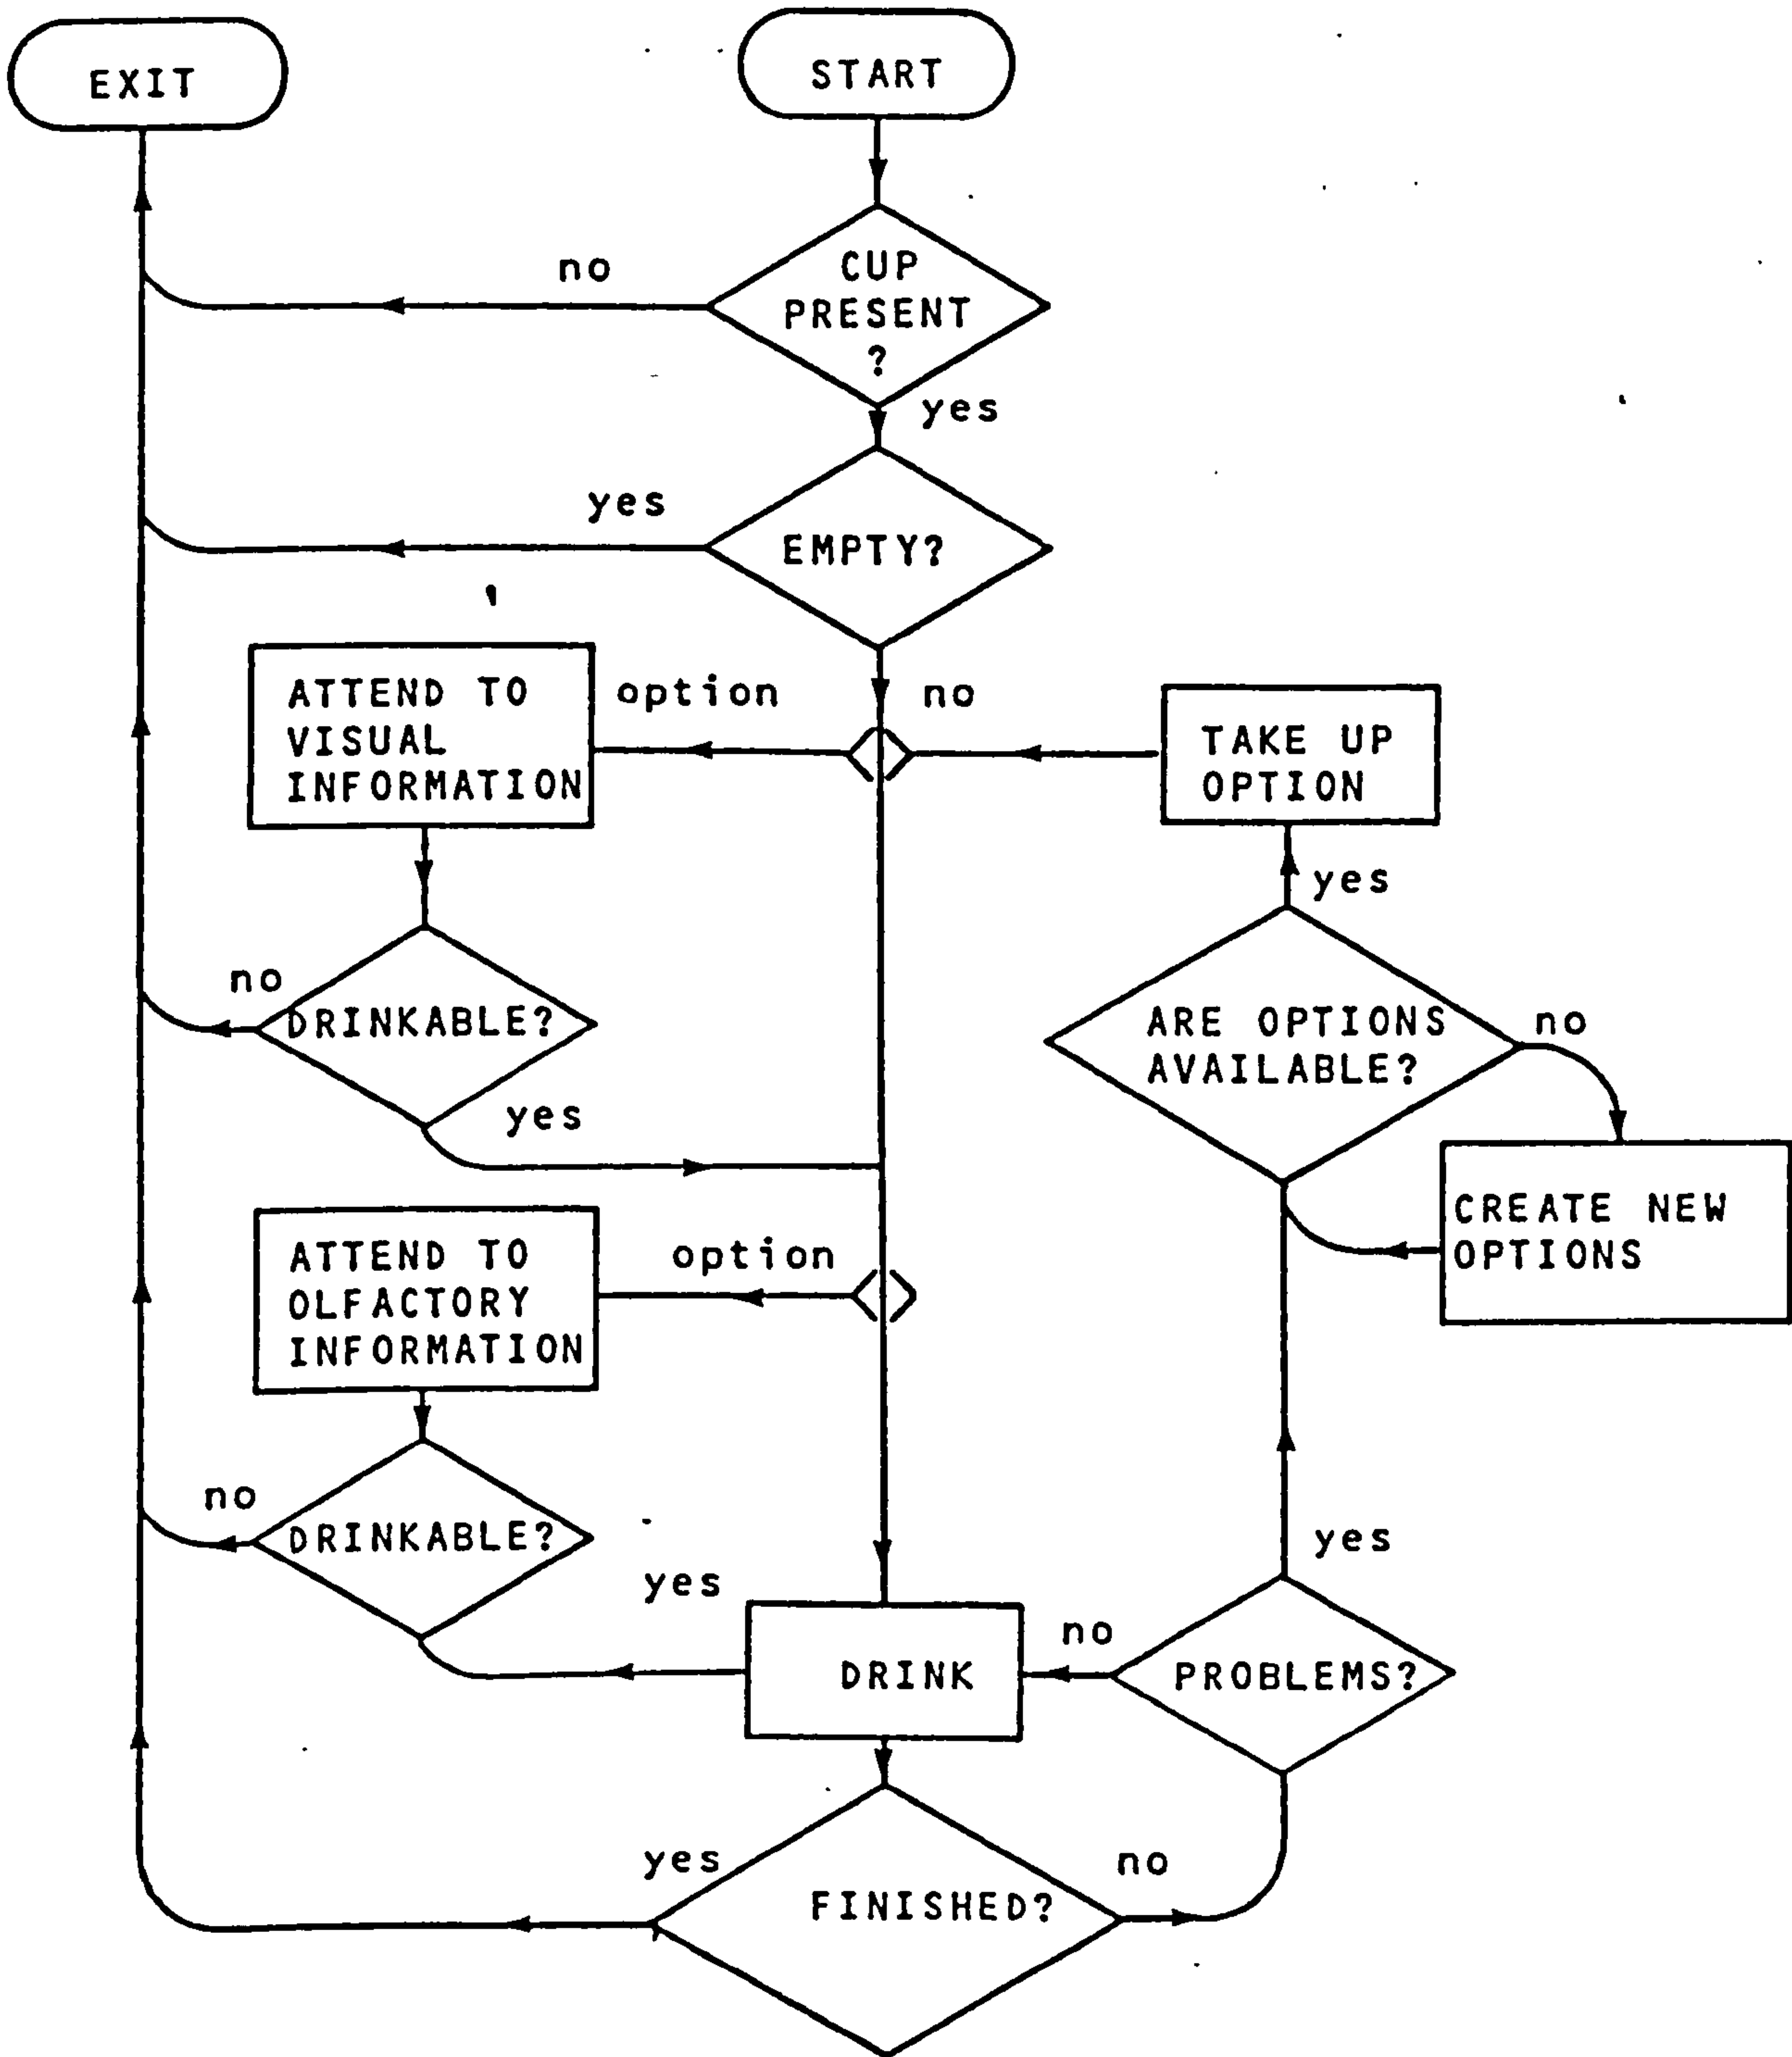 EXIT
START
no
CUP
PRESENT
?
yes
yes
EMPTY?
ATTEND TO
VISUAL
INFORMATION
option
no
TAKE UP
OPTION
yes
no
DRINKABLE?
ARE OPTIONS
AVAILABLE?
no
yes
CREATE NEW
OPTIONS
ATTEND TO
OLFACTORY
INFORMATION
option
no
DRINKABLE?
yes
yes
DRINK
no
PROBLEMS?
yes
FINISHED?
no